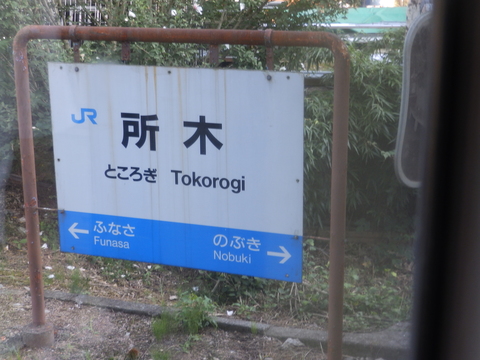 JR
所木
ところぎ Tokorogi
← ふなさ
Funasa
のぶき →
Nobuki